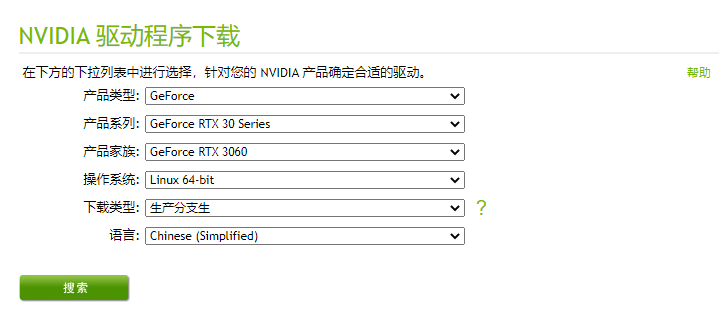 NVIDIA 驱动程序下载
在下方的下拉列表中进行选择，针对您的 NVIDIA 产品确定合适的驱动。 帮助
产品类型: GeForce
产品系列: GeForce RTX 30 Series
产品家族: GeForce RTX 3060
操作系统: Linux 64-bit
下载类型: 生产分支生 ?
语言: Chinese (Simplified)
搜索